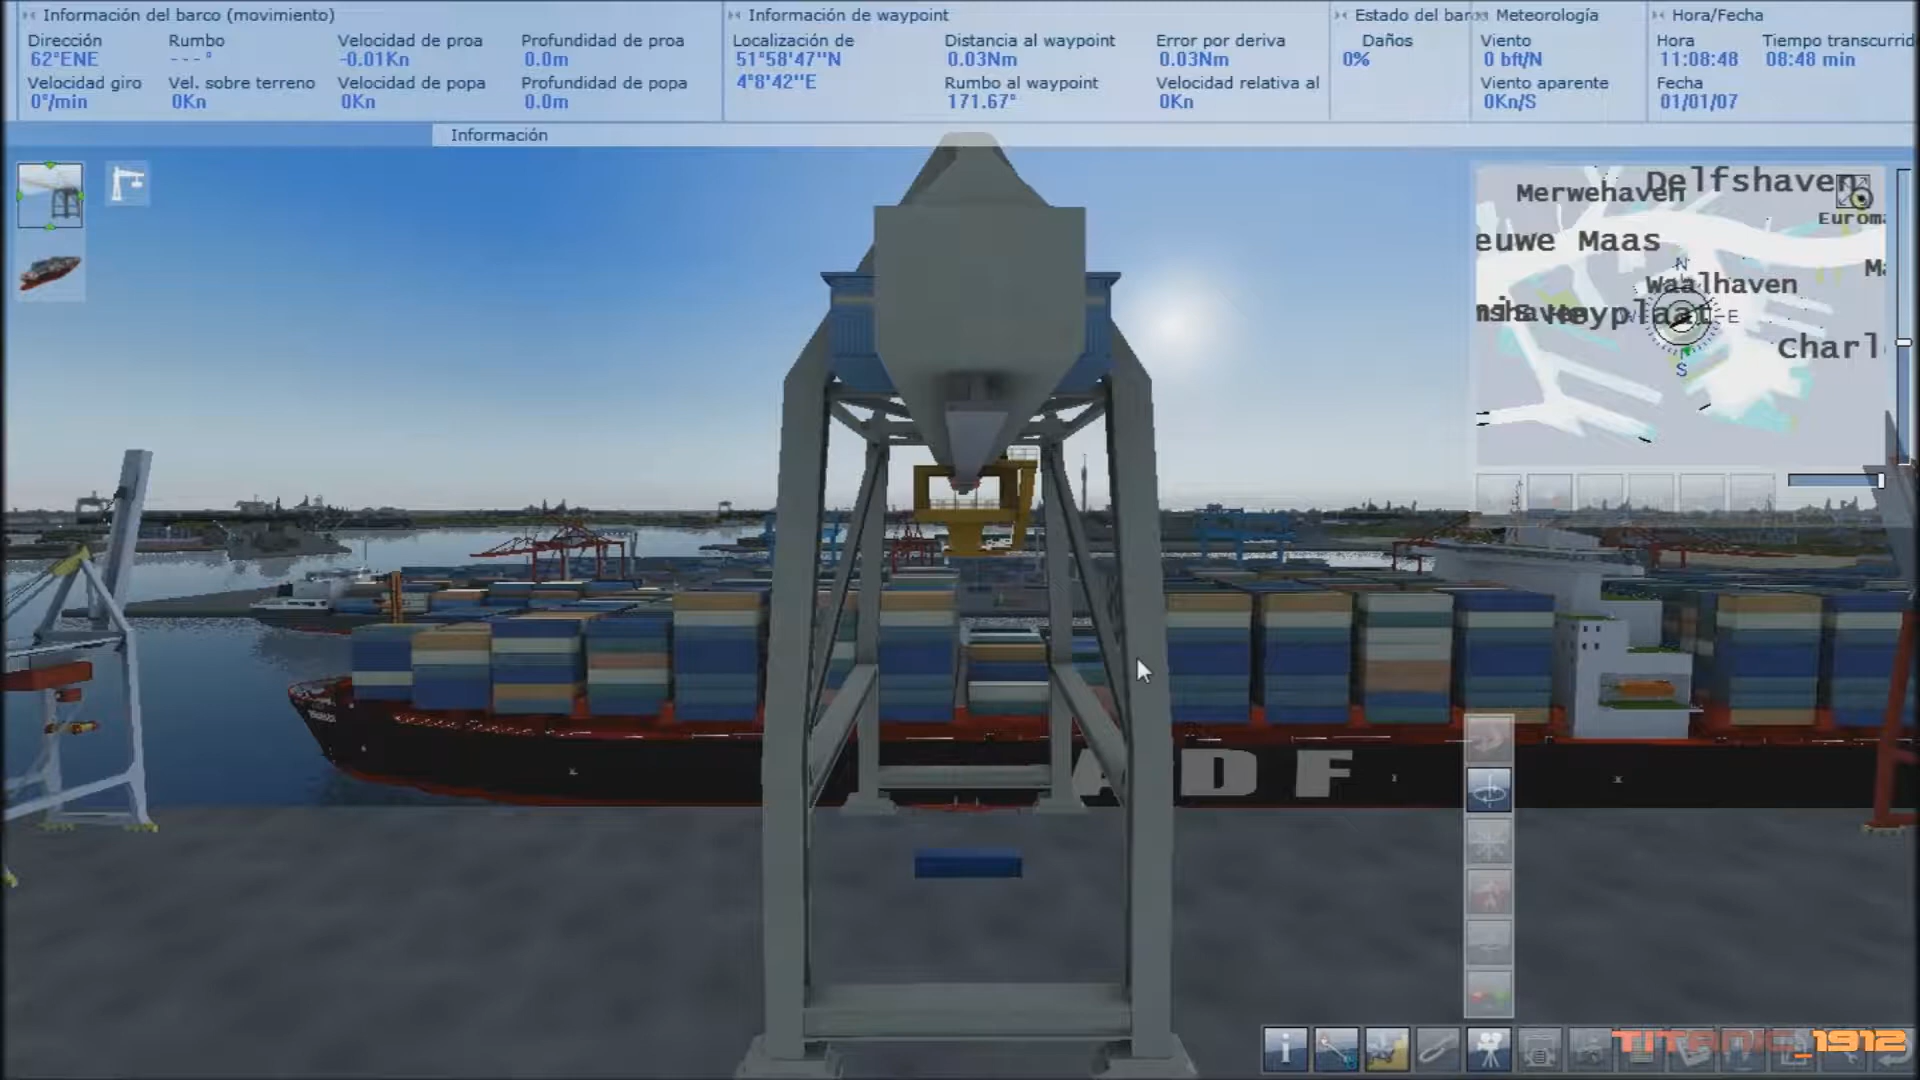 Información del barco (movimiento)
Dirección
62°ENE
Rumbo
---°
Velocidad de proa
-0.01Kn
Profundidad de proa
0.0m
Velocidad giro
0°/min
Vel. sobre terreno
0Kn
Velocidad de popa
0Kn
Profundidad de popa
0.0m
Información de waypoint
Localización de
51°58'47''N
4°8'42''E
Distancia al waypoint
0.03Nm
Rumbo al waypoint
171.67°
Error por deriva
0.03Nm
Velocidad relativa al
0Kn
Estado del bar
Daños
0%
Meteorología
Viento
0 bft/N
Viento aparente
0Kn/S
Hora/Fecha
Hora
11:08:48
Tiempo transcurrid
08:48 min
Fecha
01/01/07
Información
Delfshaven
Merwehaven
Eurom
euwe Maas
N
Ma
Waalhaven
Heyplaat
E
Charl
S
ADF
TITANIC_1912